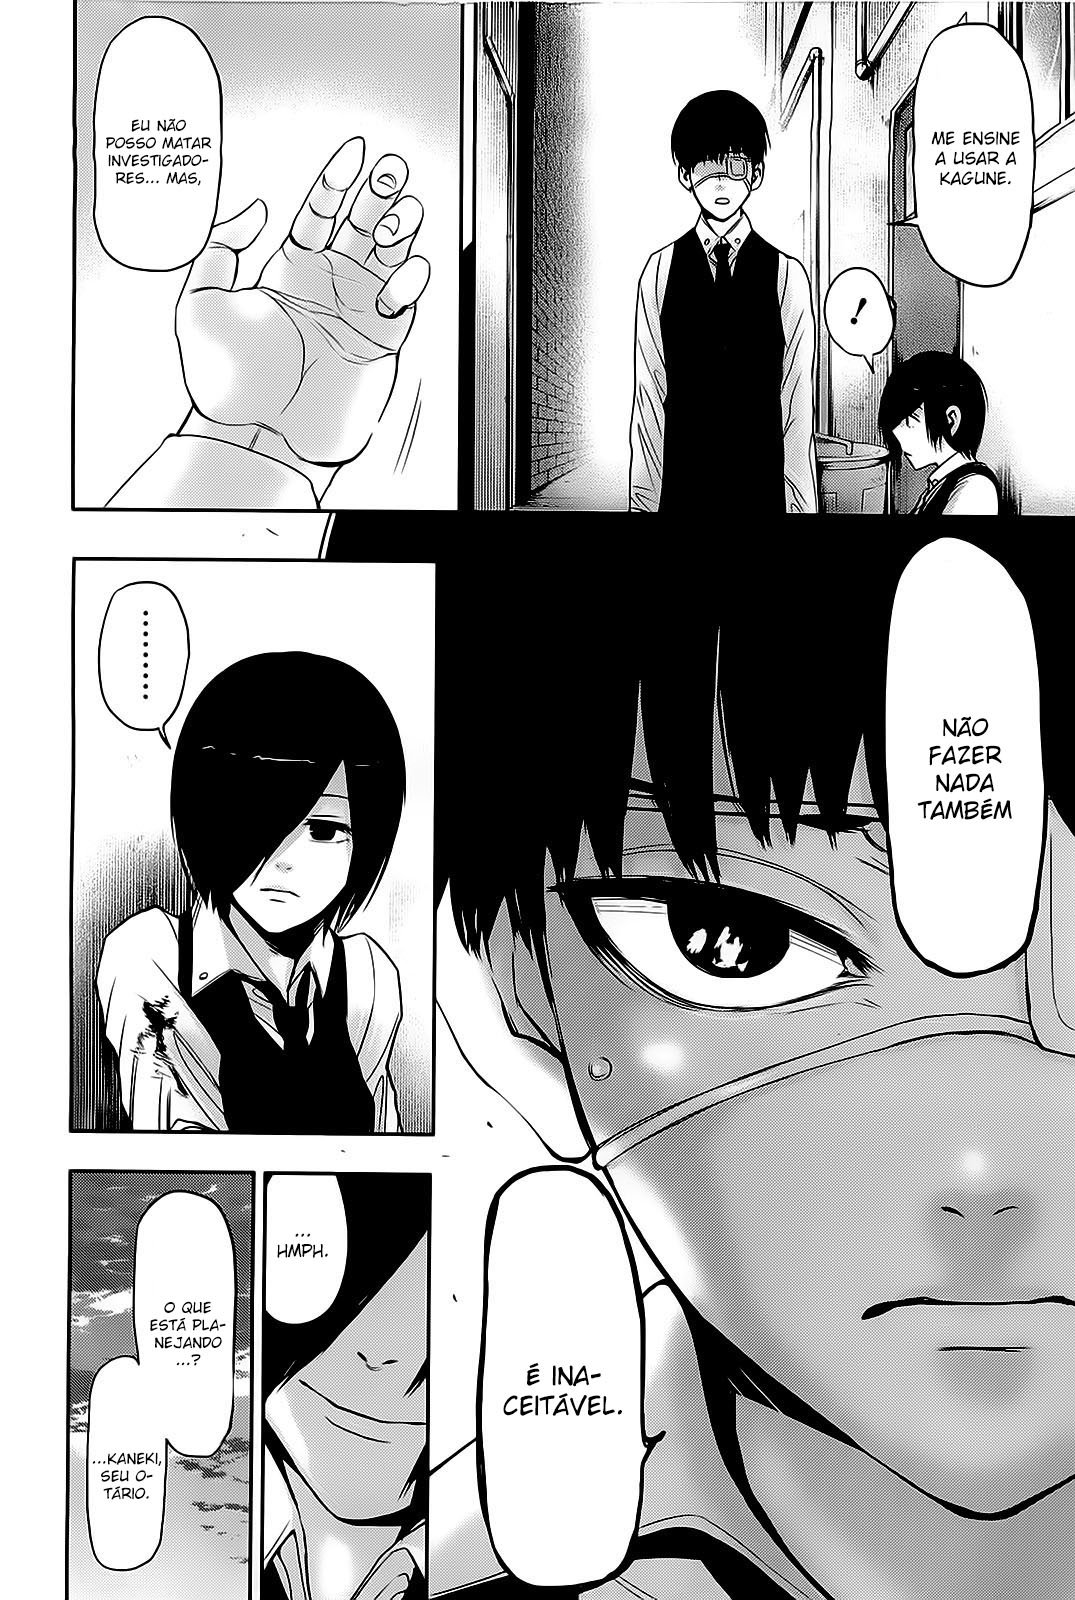 ME ENSINE
A USAR A
KAGUNE.
!
EU NÃO
POSSO MATAR
INVESTIGADO-
RES... MAS,
NÃO
FAZER
NADA
TAMBÉM
É INA-
CEITÁVEL.
.........
...
HMPH.
O QUE
ESTÁ PLA-
NEJANDO
...?
...KANEKI,
SEU O-
TÁRIO.